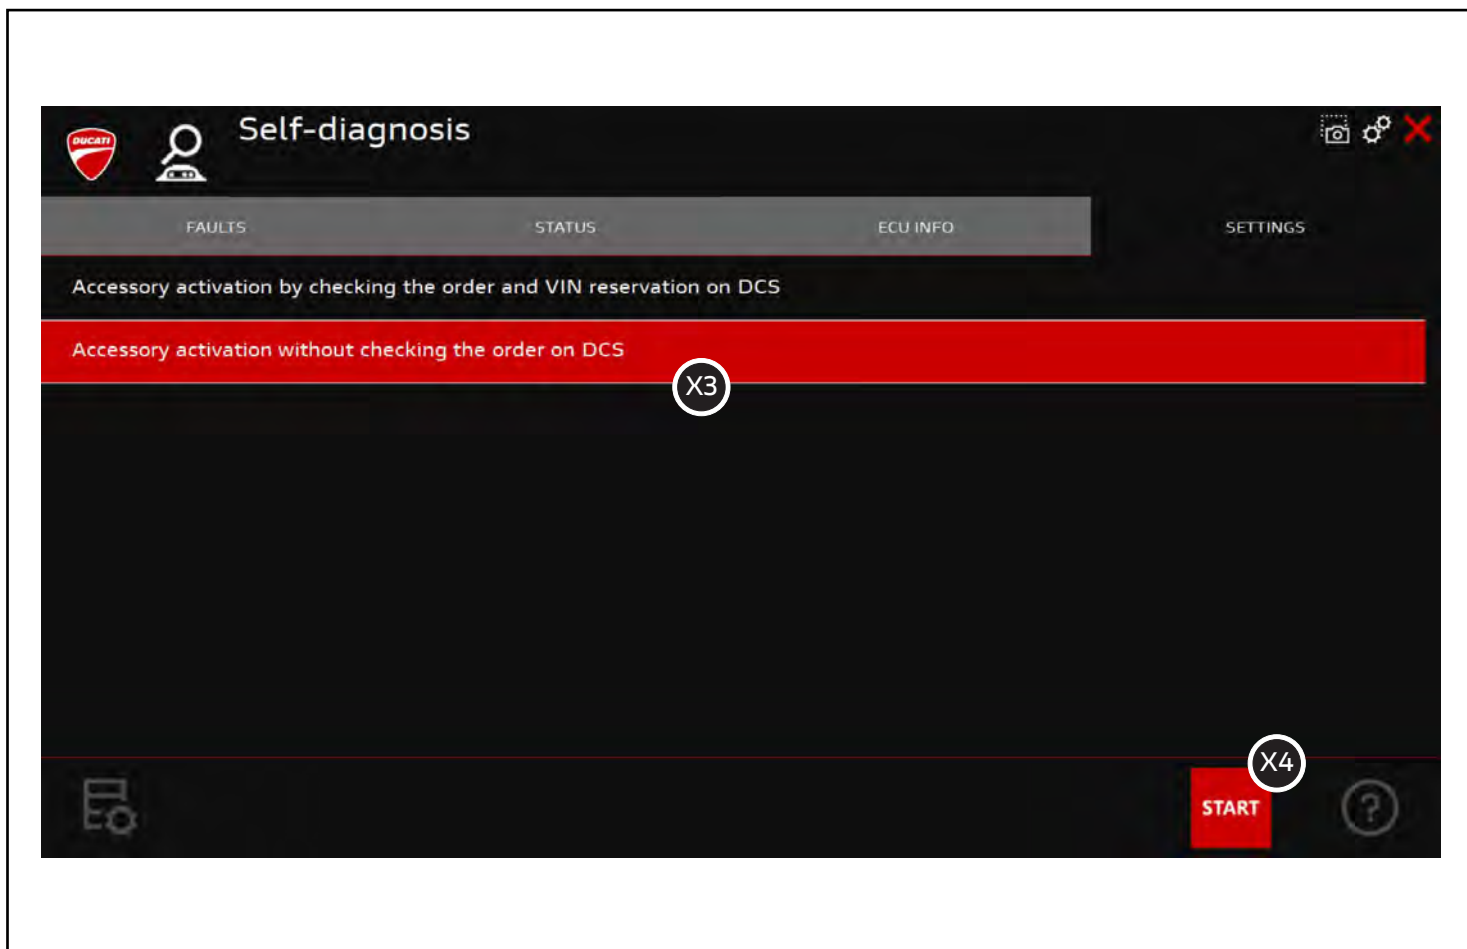 DUCATI
Self-diagnosis
FAULTS STATUS ECU INFO SETTINGS
Accessory activation by checking the order and VIN reservation on DCS
Accessory activation without checking the order on DCS
X3
X4
START
?